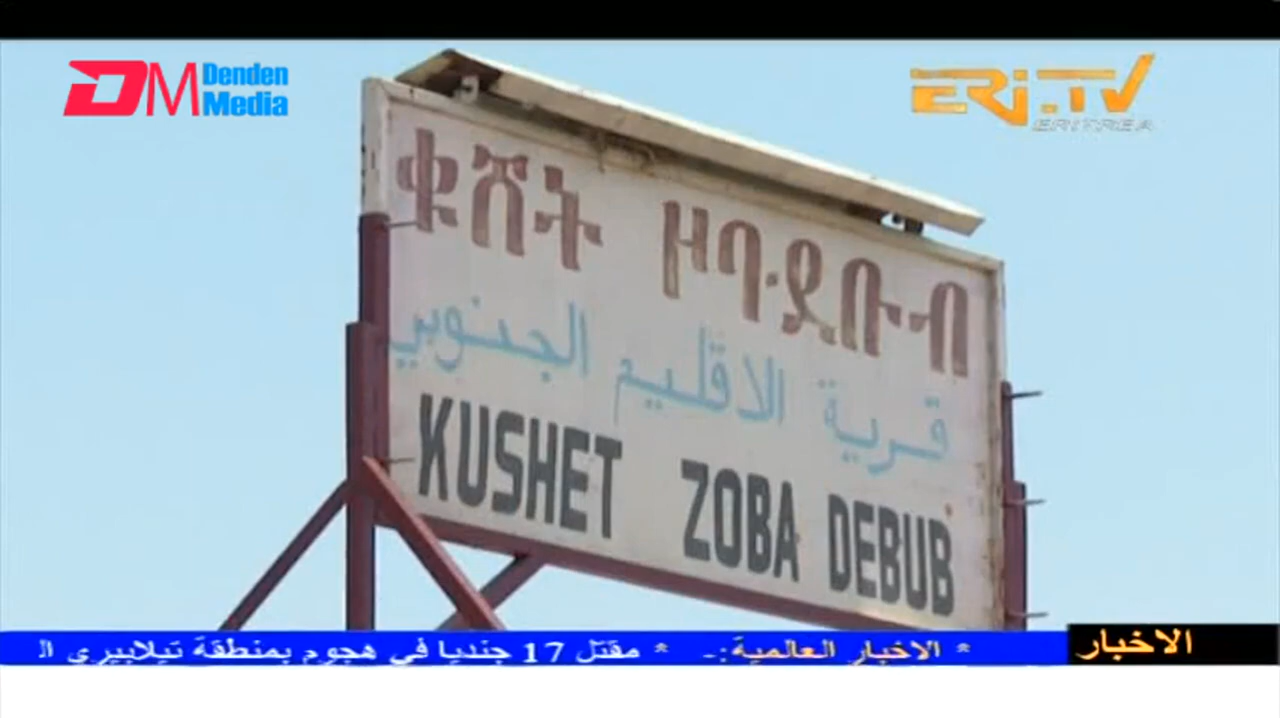 DM Denden Media
ERi-TV
ERITREA
ቁሸት ዞባ ደቡብ
قرية الاقليم الجنوبي
KUSHET ZOBA DEBUB
الاخبار
* الاخبار العالمية:- * مقتل 17 جنديا في هجوم بمنطقة تيلابيري ال